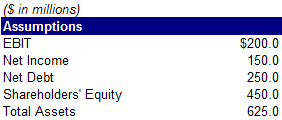 ($ in millions)
Assumptions
EBIT $200.0
Net Income 150.0
Net Debt 250.0
Shareholders' Equity 450.0
Total Assets 625.0